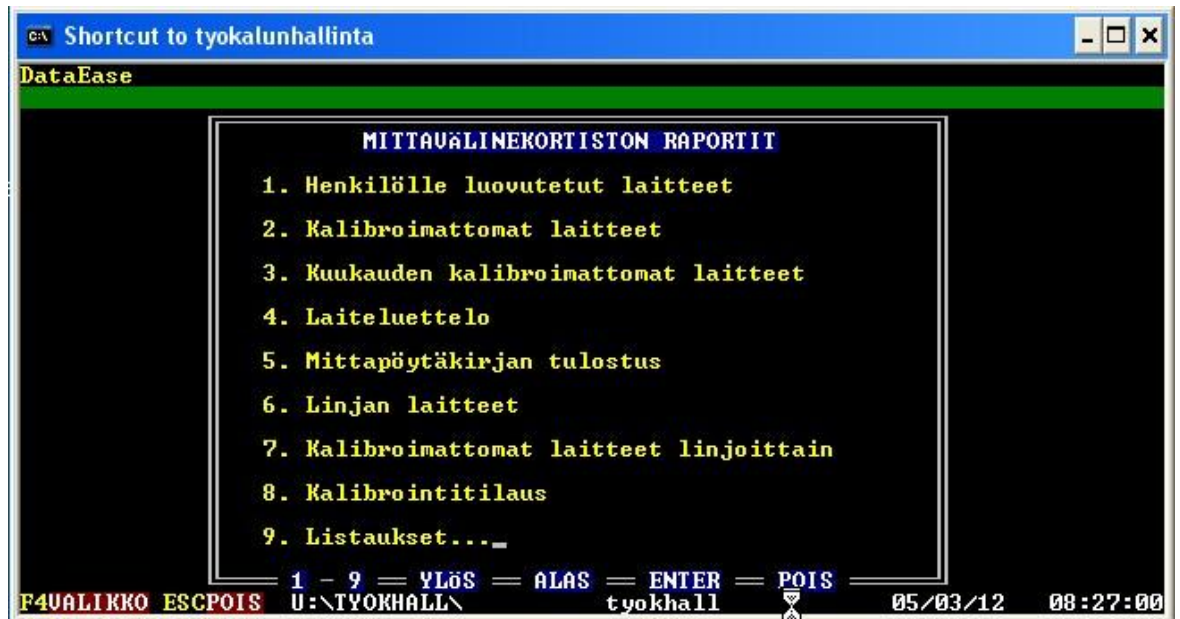 Shortcut to tyokalunhallinta
DataEase
MITTAVäLINEKORTISTON RAPORTIT
1. Henkilölle luovutetut laitteet
2. Kalibroimattomat laitteet
3. Kuukauden kalibroimattomat laitteet
4. Laiteluettelo
5. Mittapöytäkirjan tulostus
6. Linjan laitteet
7. Kalibroimattomat laitteet linjoittain
8. Kalibrointitilaus
9. Listaukset..._
1 - 9 == YLöS == ALAS == ENTER == POIS
F4VALIKKO ESCPOIS U:\TYOKHALL\ tyokhall 05/03/12 08:27:00